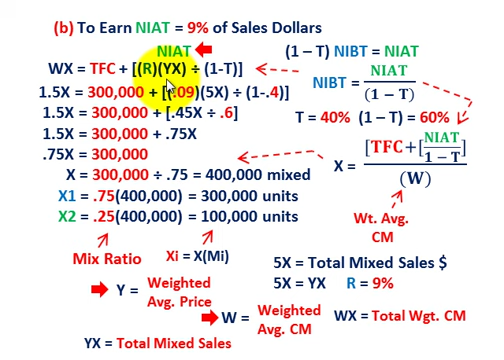 (b) To Earn NIAT = 9% of Sales Dollars
NIAT
WX = TFC + [(R)(YX) ÷ (1-T)]
1.5X = 300,000 + [(.09)(5X) ÷ (1-.4)]
1.5X = 300,000 + [.45X ÷ .6]
1.5X = 300,000 + .75X
.75X = 300,000
X = 300,000 ÷ .75 = 400,000 mixed
X1 = .75(400,000) = 300,000 units
X2 = .25(400,000) = 100,000 units
Mix Ratio
Xi = X(Mi)
(1 – T) NIBT = NIAT
NIBT = NIAT
(1 – T)
T = 40% (1 – T) = 60%
X = [TFC+[NIAT
1 – T]
(W)
Wt. Avg.
CM
5X = Total Mixed Sales $
5X = YX R = 9%
Y = Weighted
Avg. Price
W = Weighted
Avg. CM
WX = Total Wgt. CM
YX = Total Mixed Sales